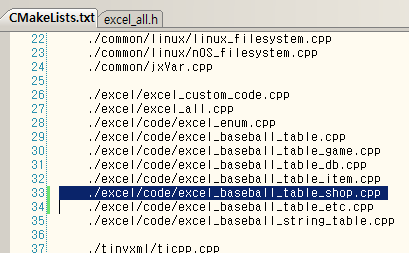 CMakeLists.txt excel_all.h
22 ./common/linux/linux_filesystem.cpp
23 ./common/linux/nOS_filesystem.cpp
24 ./common/ixVar.cpp
25
26 ./excel/excel_custom_code.cpp
27 ./excel/excel_all.cpp
28 ./excel/code/excel_enum.cpp
29 ./excel/code/excel_baseball_table.cpp
30 ./excel/code/excel_baseball_table_game.cpp
31 ./excel/code/excel_baseball_table_db.cpp
32 ./excel/code/excel_baseball_table_item.cpp
33 ./excel/code/excel_baseball_table_shop.cpp
34 ./excel/code/excel_baseball_table_etc.cpp
35 ./excel/code/excel_baseball_string_table.cpp
36
37 ./tinyxml/ticpp.cpp